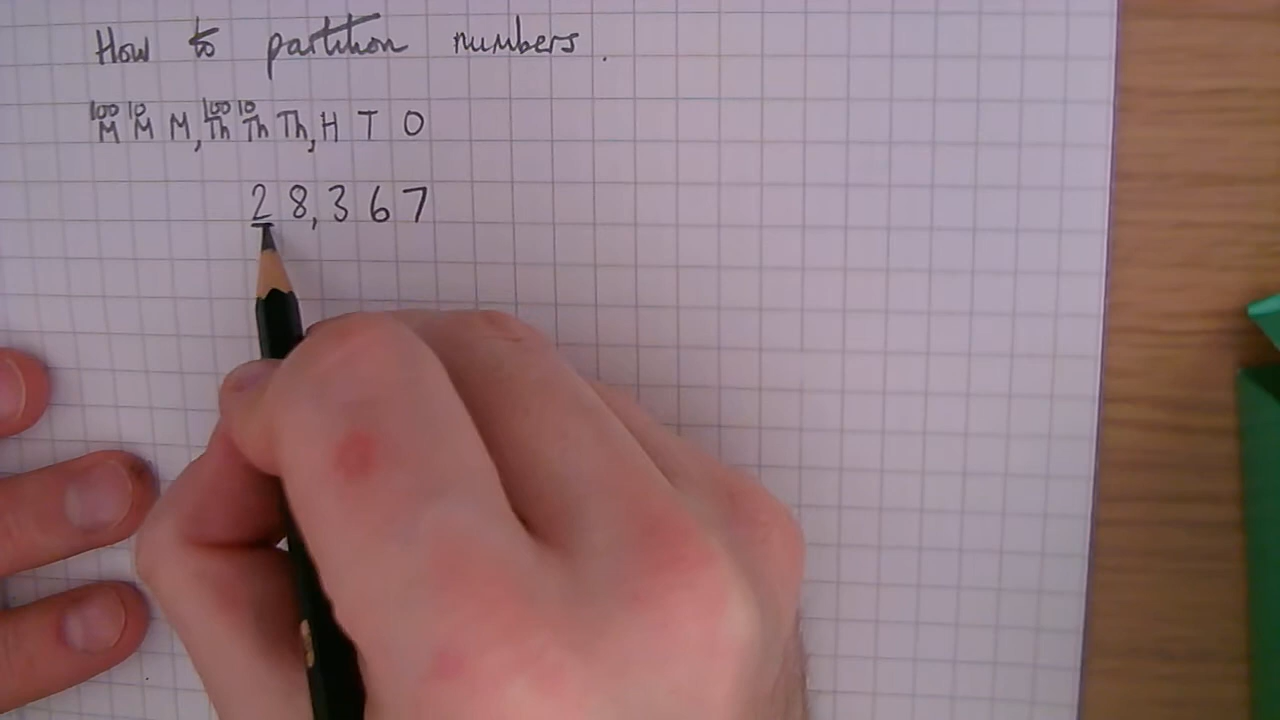 How to partition numbers.
100 M 10 M M, 100 Th 10 Th Th, H T O
28,367